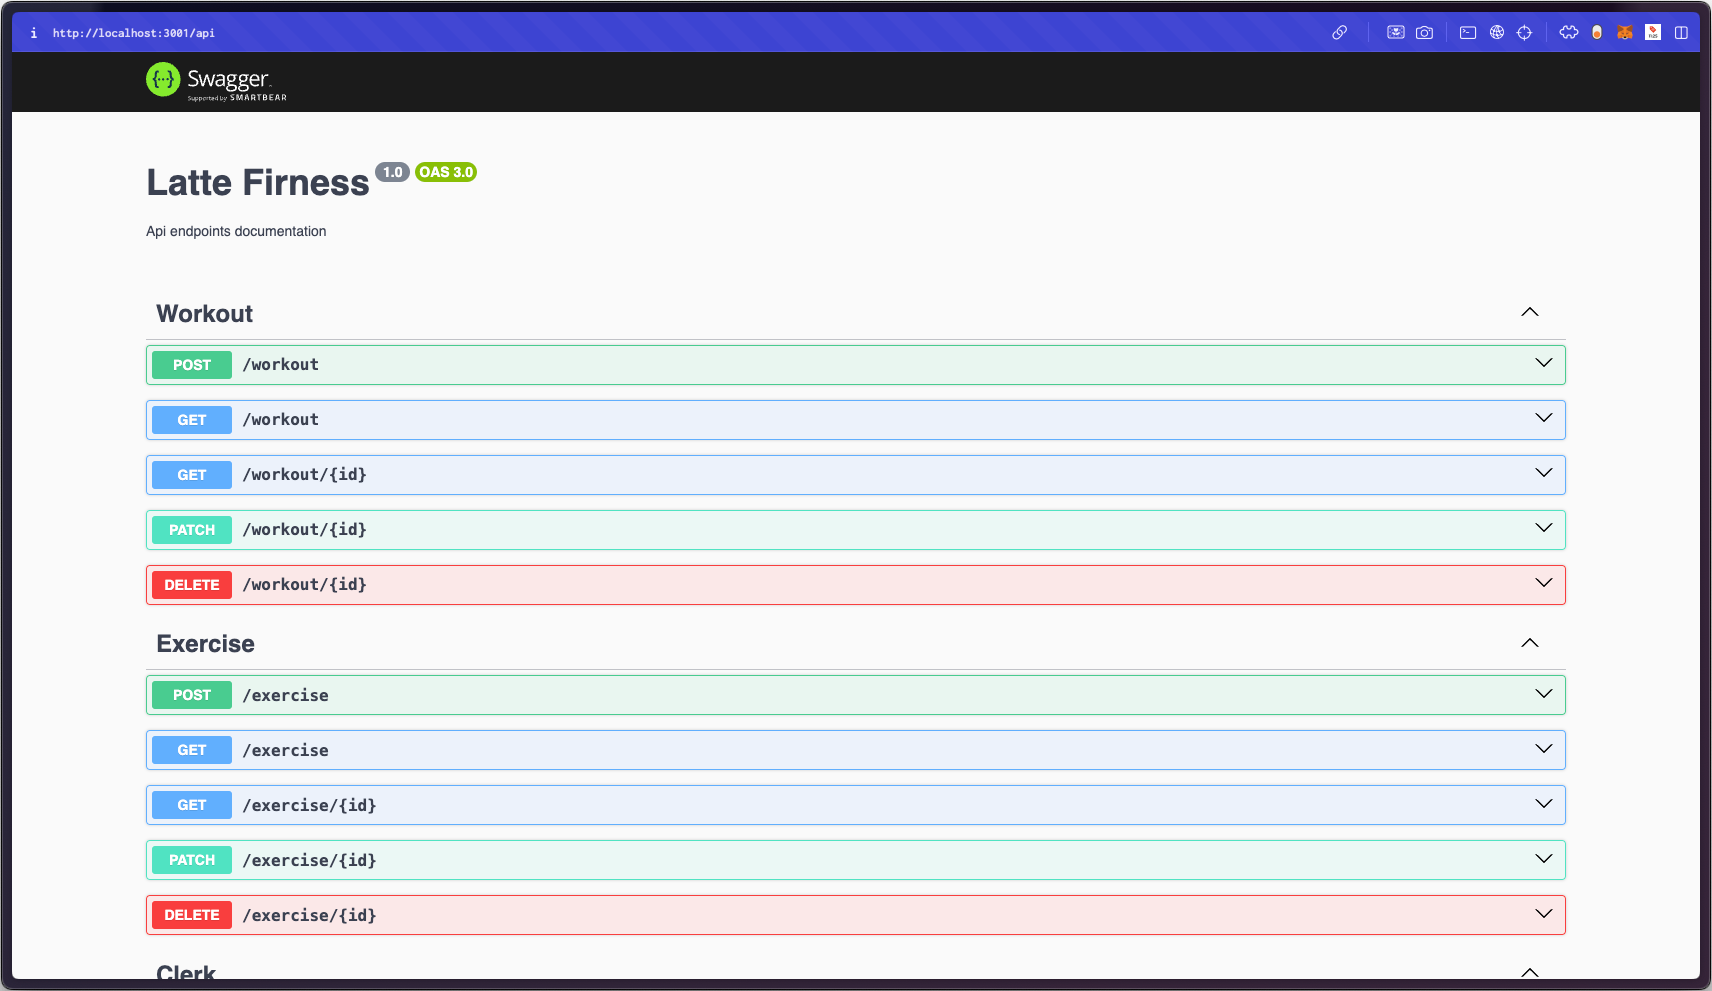 http://localhost:3001/api
Swagger
Supported by SMARTBEAR
Latte Firness 1.0 OAS 3.0
Api endpoints documentation
Workout
POST /workout
GET /workout
GET /workout/{id}
PATCH /workout/{id}
DELETE /workout/{id}
Exercise
POST /exercise
GET /exercise
GET /exercise/{id}
PATCH /exercise/{id}
DELETE /exercise/{id}
Clerk